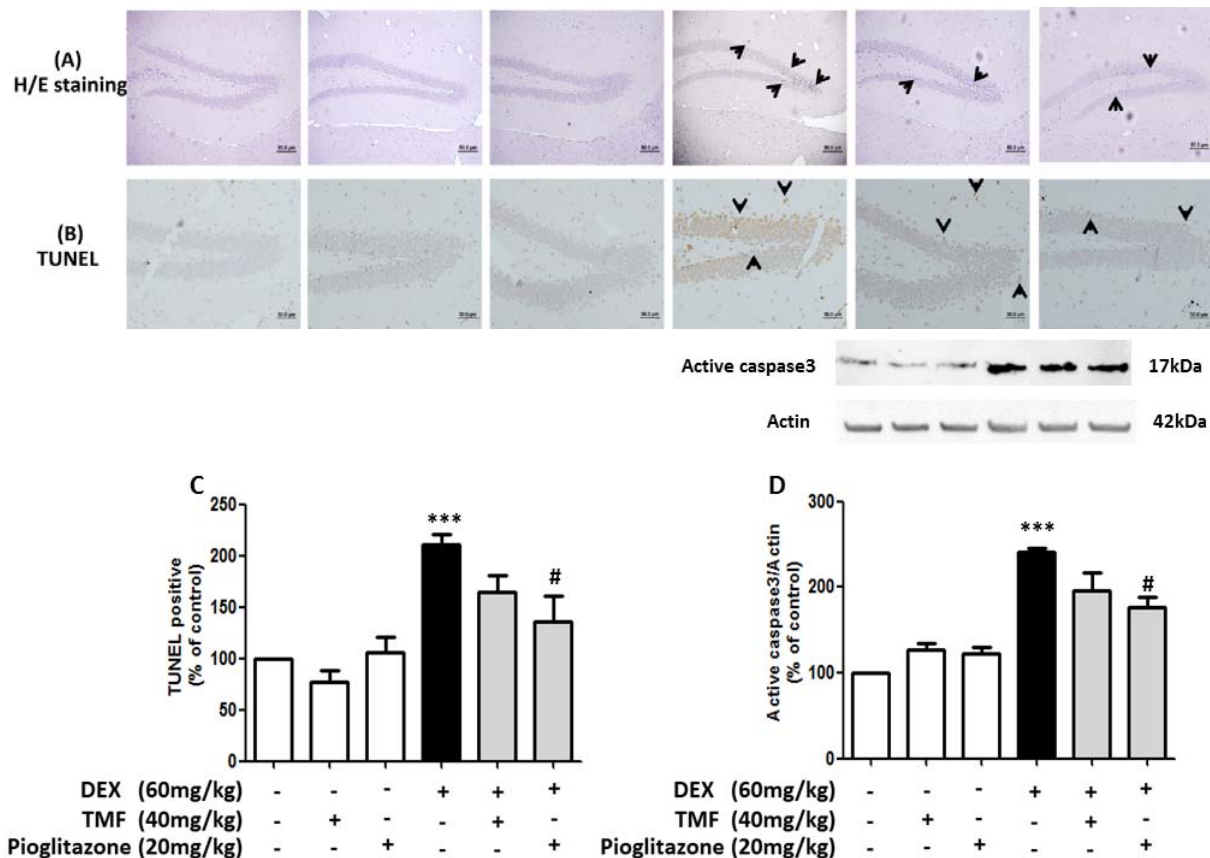 (A)
H/E staining
(B)
TUNEL
Active caspase3 17kDa
Actin 42kDa
C
TUNEL positive
(% of control)
250
200
150
100
50
0
***
#
DEX (60mg/kg) - - - + + +
TMF (40mg/kg) - + - - + -
Pioglitazone (20mg/kg) - - + - - +
D
Active caspase3/Actin
(% of control)
300
200
100
0
***
#
DEX (60mg/kg) - - - + + +
TMF (40mg/kg) - + - - + -
Pioglitazone (20mg/kg) - - + - - +